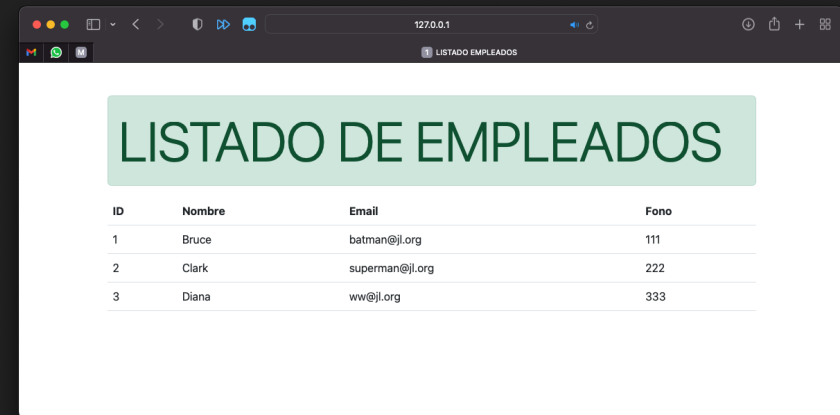 127.0.0.1
M
1 LISTADO EMPLEADOS
LISTADO DE EMPLEADOS
ID Nombre Email Fono
1 Bruce batman@jl.org 111
2 Clark superman@jl.org 222
3 Diana ww@jl.org 333